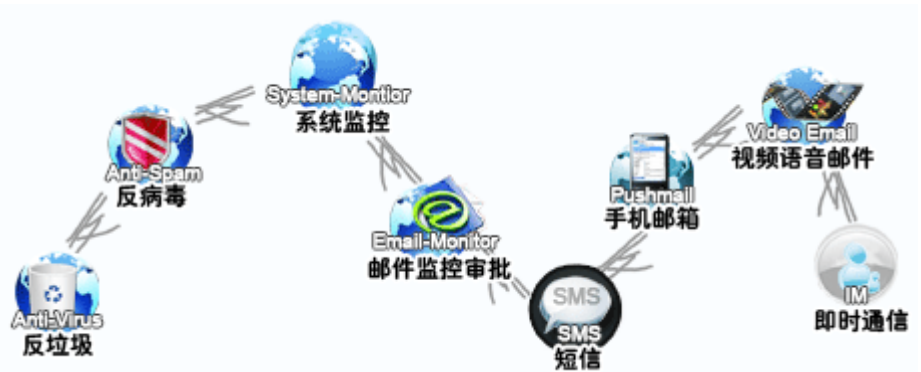 System-Montior
系统监控
Video Email
视频语音邮件
Anti-Spam
反病毒
Pushmail
手机邮箱
Email-Monitor
邮件监控审批
SMS
SMS
短信
IM
即时通信
Anti-Virus
反垃圾